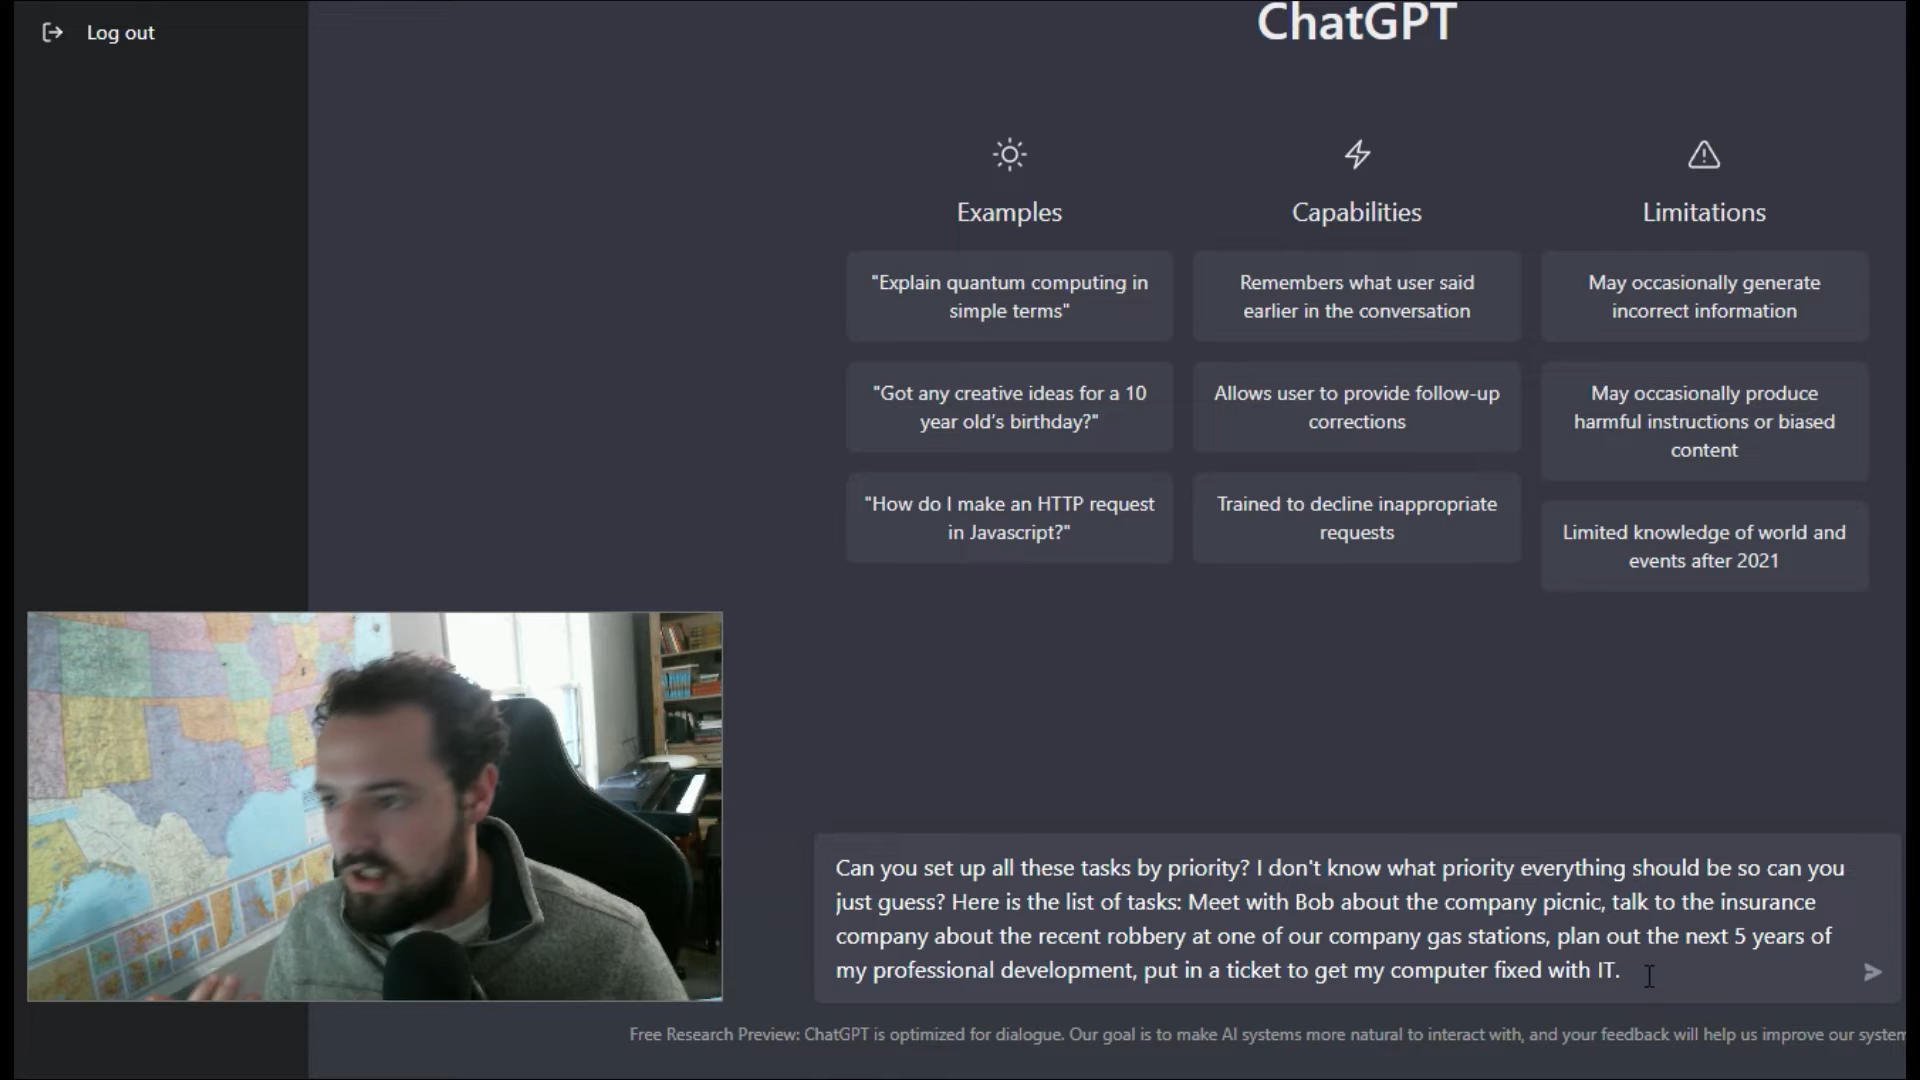 Log out
ChatGPT
Examples
Capabilities
Limitations
"Explain quantum computing in
simple terms"
Remembers what user said
earlier in the conversation
May occasionally generate
incorrect information
"Got any creative ideas for a 10
year old's birthday?"
Allows user to provide follow-up
corrections
May occasionally produce
harmful instructions or biased
content
"How do I make an HTTP request
in Javascript?"
Trained to decline inappropriate
requests
Limited knowledge of world and
events after 2021
Can you set up all these tasks by priority? I don't know what priority everything should be so can you
just guess? Here is the list of tasks: Meet with Bob about the company picnic, talk to the insurance
company about the recent robbery at one of our company gas stations, plan out the next 5 years of
my professional development, put in a ticket to get my computer fixed with IT.
Free Research Preview: ChatGPT is optimized for dialogue. Our goal is to make AI systems more natural to interact with, and your feedback will help us improve our system